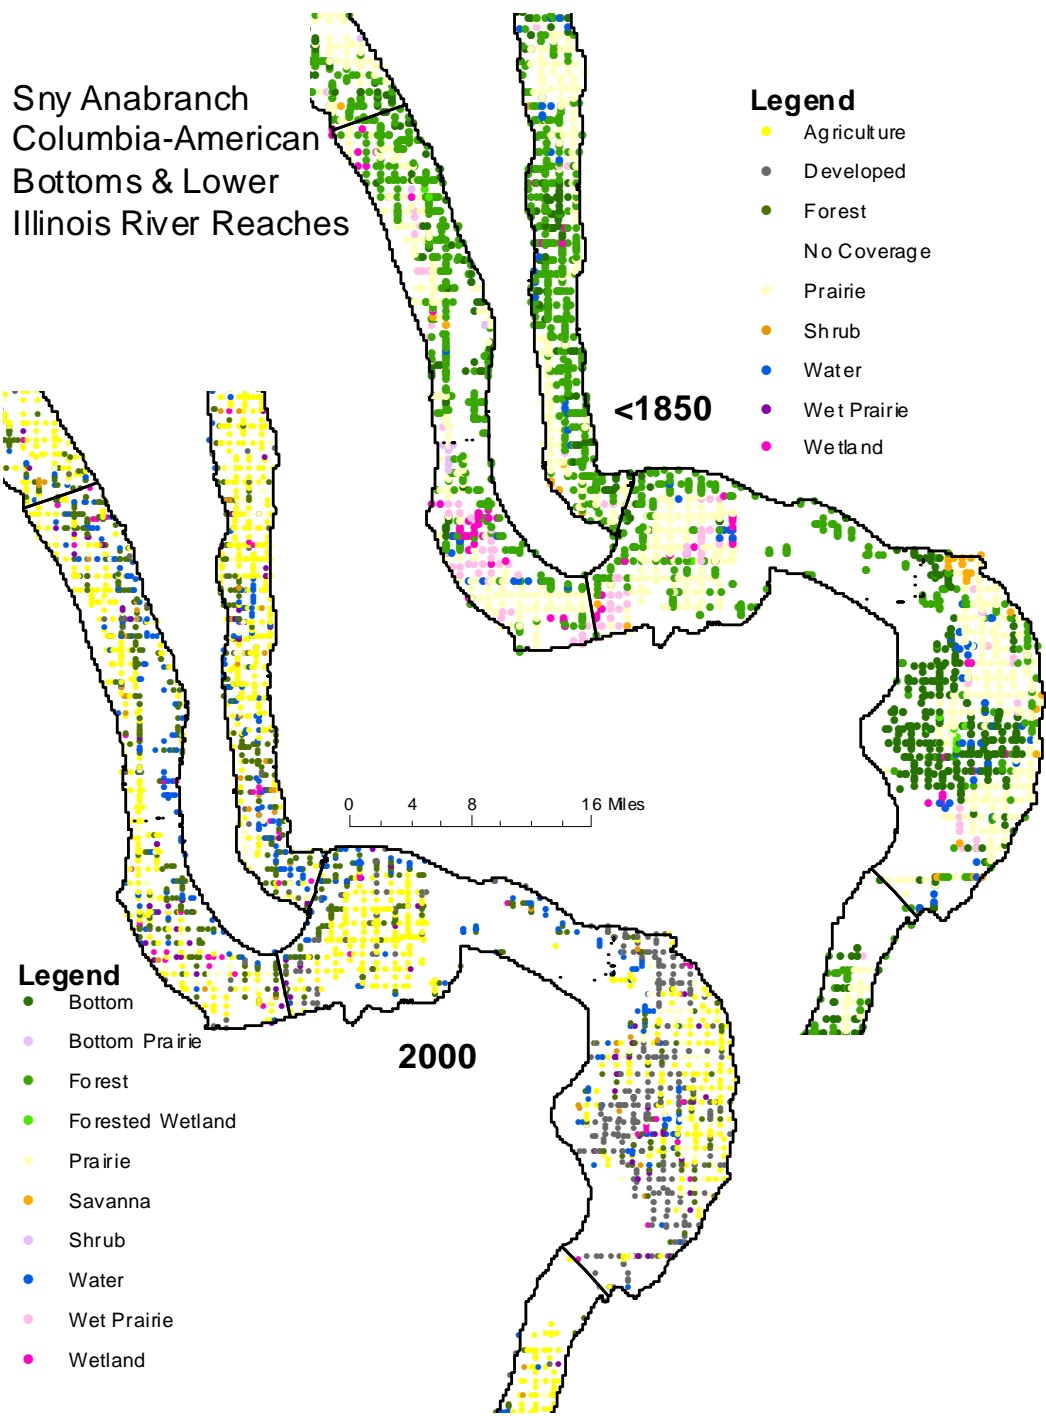 Sny Anabranch
Columbia-American
Bottoms & Lower
Illinois River Reaches
Legend
Agriculture
Developed
Forest
No Coverage
Prairie
Shrub
Water
Wet Prairie
Wetland
<1850
0 4 8 16 Miles
Legend
Bottom
Bottom Prairie
Forest
Forested Wetland
Prairie
Savanna
Shrub
Water
Wet Prairie
Wetland
2000